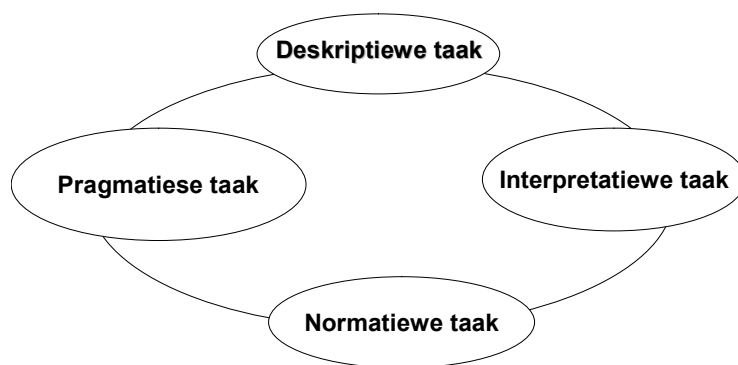 Deskriptiewe taak
Pragmatiese taak
Interpretatiewe taak
Normatiewe taak